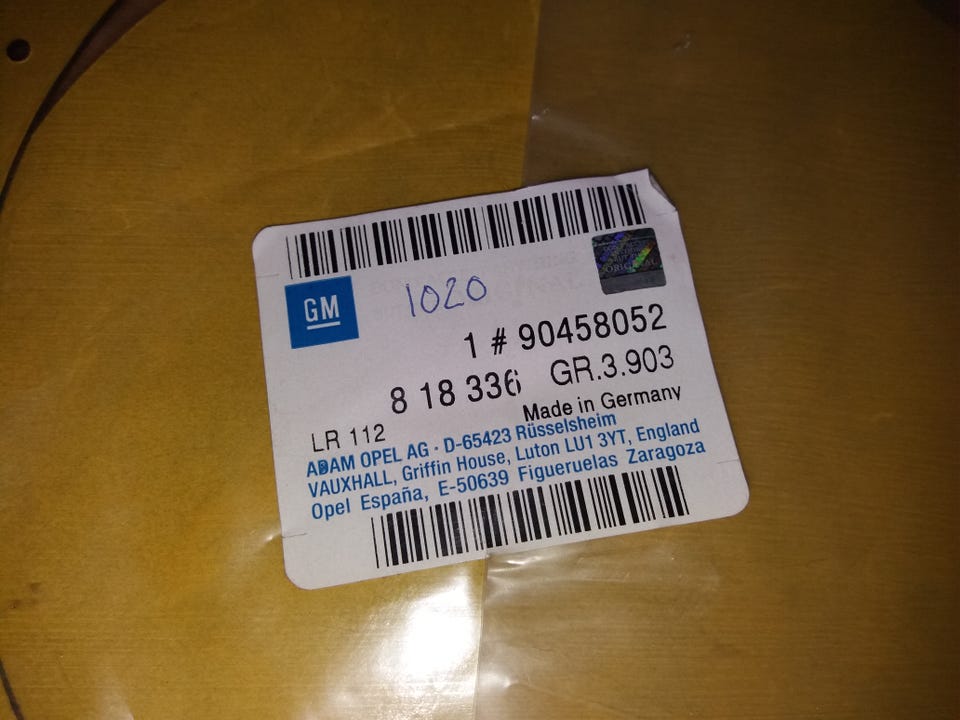 GM
1020
ORIGINAL
1 # 90458052
8 18 336 GR.3.903
Made in Germany
LR 112
ADAM OPEL AG · D-65423 Rüsselsheim
VAUXHALL, Griffin House, Luton LU1 3YT, England
Opel España, E-50639 Figueruelas Zaragoza